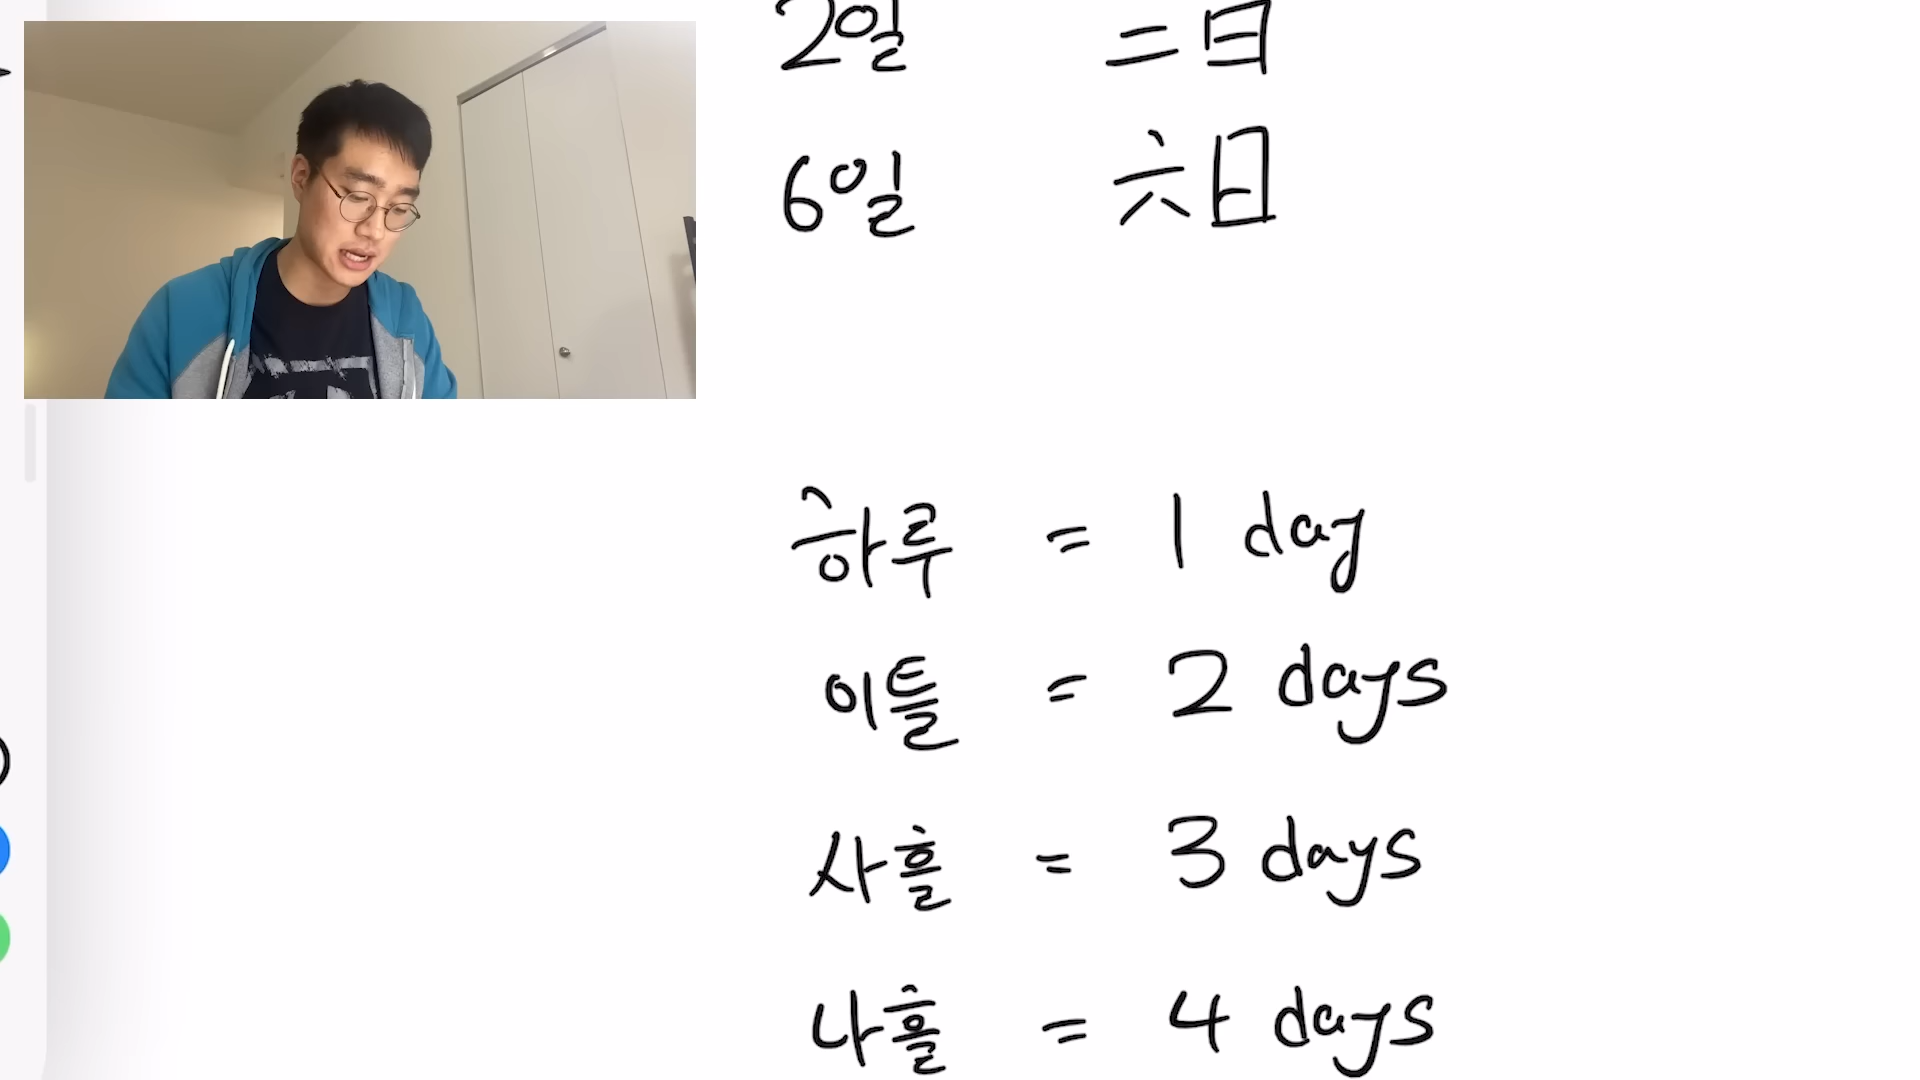 2일 二日
6일 六日
하루 = 1 day
이틀 = 2 days
사흘 = 3 days
나흘 = 4 days